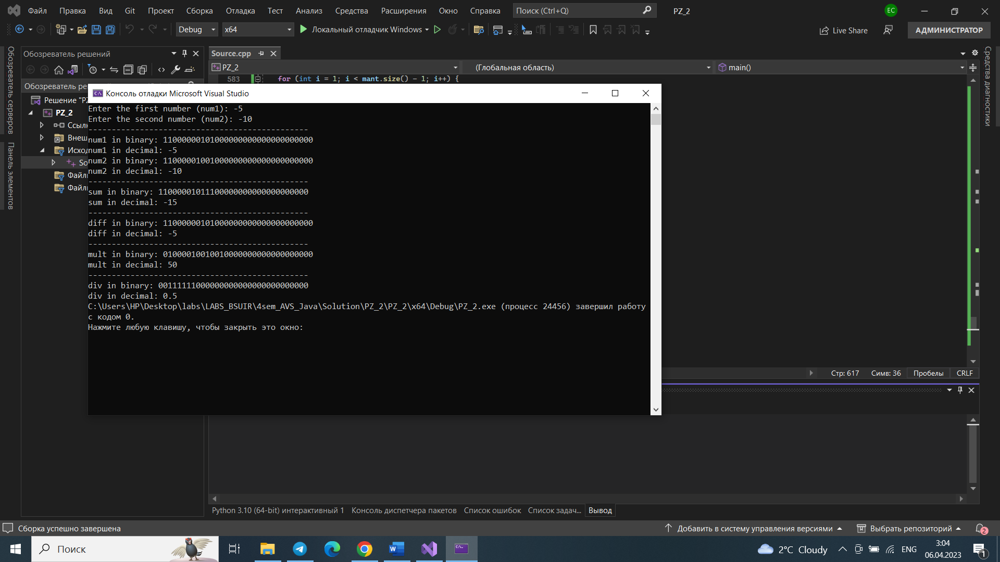 Файл Правка Вид Git Проект Сборка Отладка Тест Анализ Средства Расширения Окно Справка Поиск (Ctrl+Q) PZ_2 EC
Debug x64 Локальный отладчик Windows Live Share АДМИНИСТРАТОР
Обозреватель серверов
Панель элементов
Обозреватель решений
Обозреватель ре
Решение "PZ
PZ_2
Ссыл
Внеш
Исход
So
Файл
Файл
Source.cpp
PZ_2 (Глобальная область) main()
583 for (int i = 1; i < mant.size() - 1; i++) {
Средства диагностики
Консоль отладки Microsoft Visual Studio
Enter the first number (num1): -5
Enter the second number (num2): -10
-----------------------------------------------
num1 in binary: 11000000101000000000000000000000
num1 in decimal: -5
num2 in binary: 11000001001000000000000000000000
num2 in decimal: -10
-----------------------------------------------
sum in binary: 11000001011100000000000000000000
sum in decimal: -15
-----------------------------------------------
diff in binary: 11000000101000000000000000000000
diff in decimal: -5
-----------------------------------------------
mult in binary: 01000010010010000000000000000000
mult in decimal: 50
-----------------------------------------------
div in binary: 00111111000000000000000000000000
div in decimal: 0.5
C:\Users\HP\Desktop\labs\LABS_BSUIR\4sem_AVS_Java\Solution\PZ_2\PZ_2\x64\Debug\PZ_2.exe (процесс 24456) завершил работу
с кодом 0.
Нажмите любую клавишу, чтобы закрыть это окно:
Стр: 617 Симв: 36 Пробелы CRLF
Python 3.10 (64-bit) интерактивный 1 Консоль диспетчера пакетов Список ошибок Список задач... Вывод
Сборка успешно завершена Добавить в систему управления версиями Выбрать репозиторий 2
Поиск 2°C Cloudy ENG 3:04
06.04.2023 1